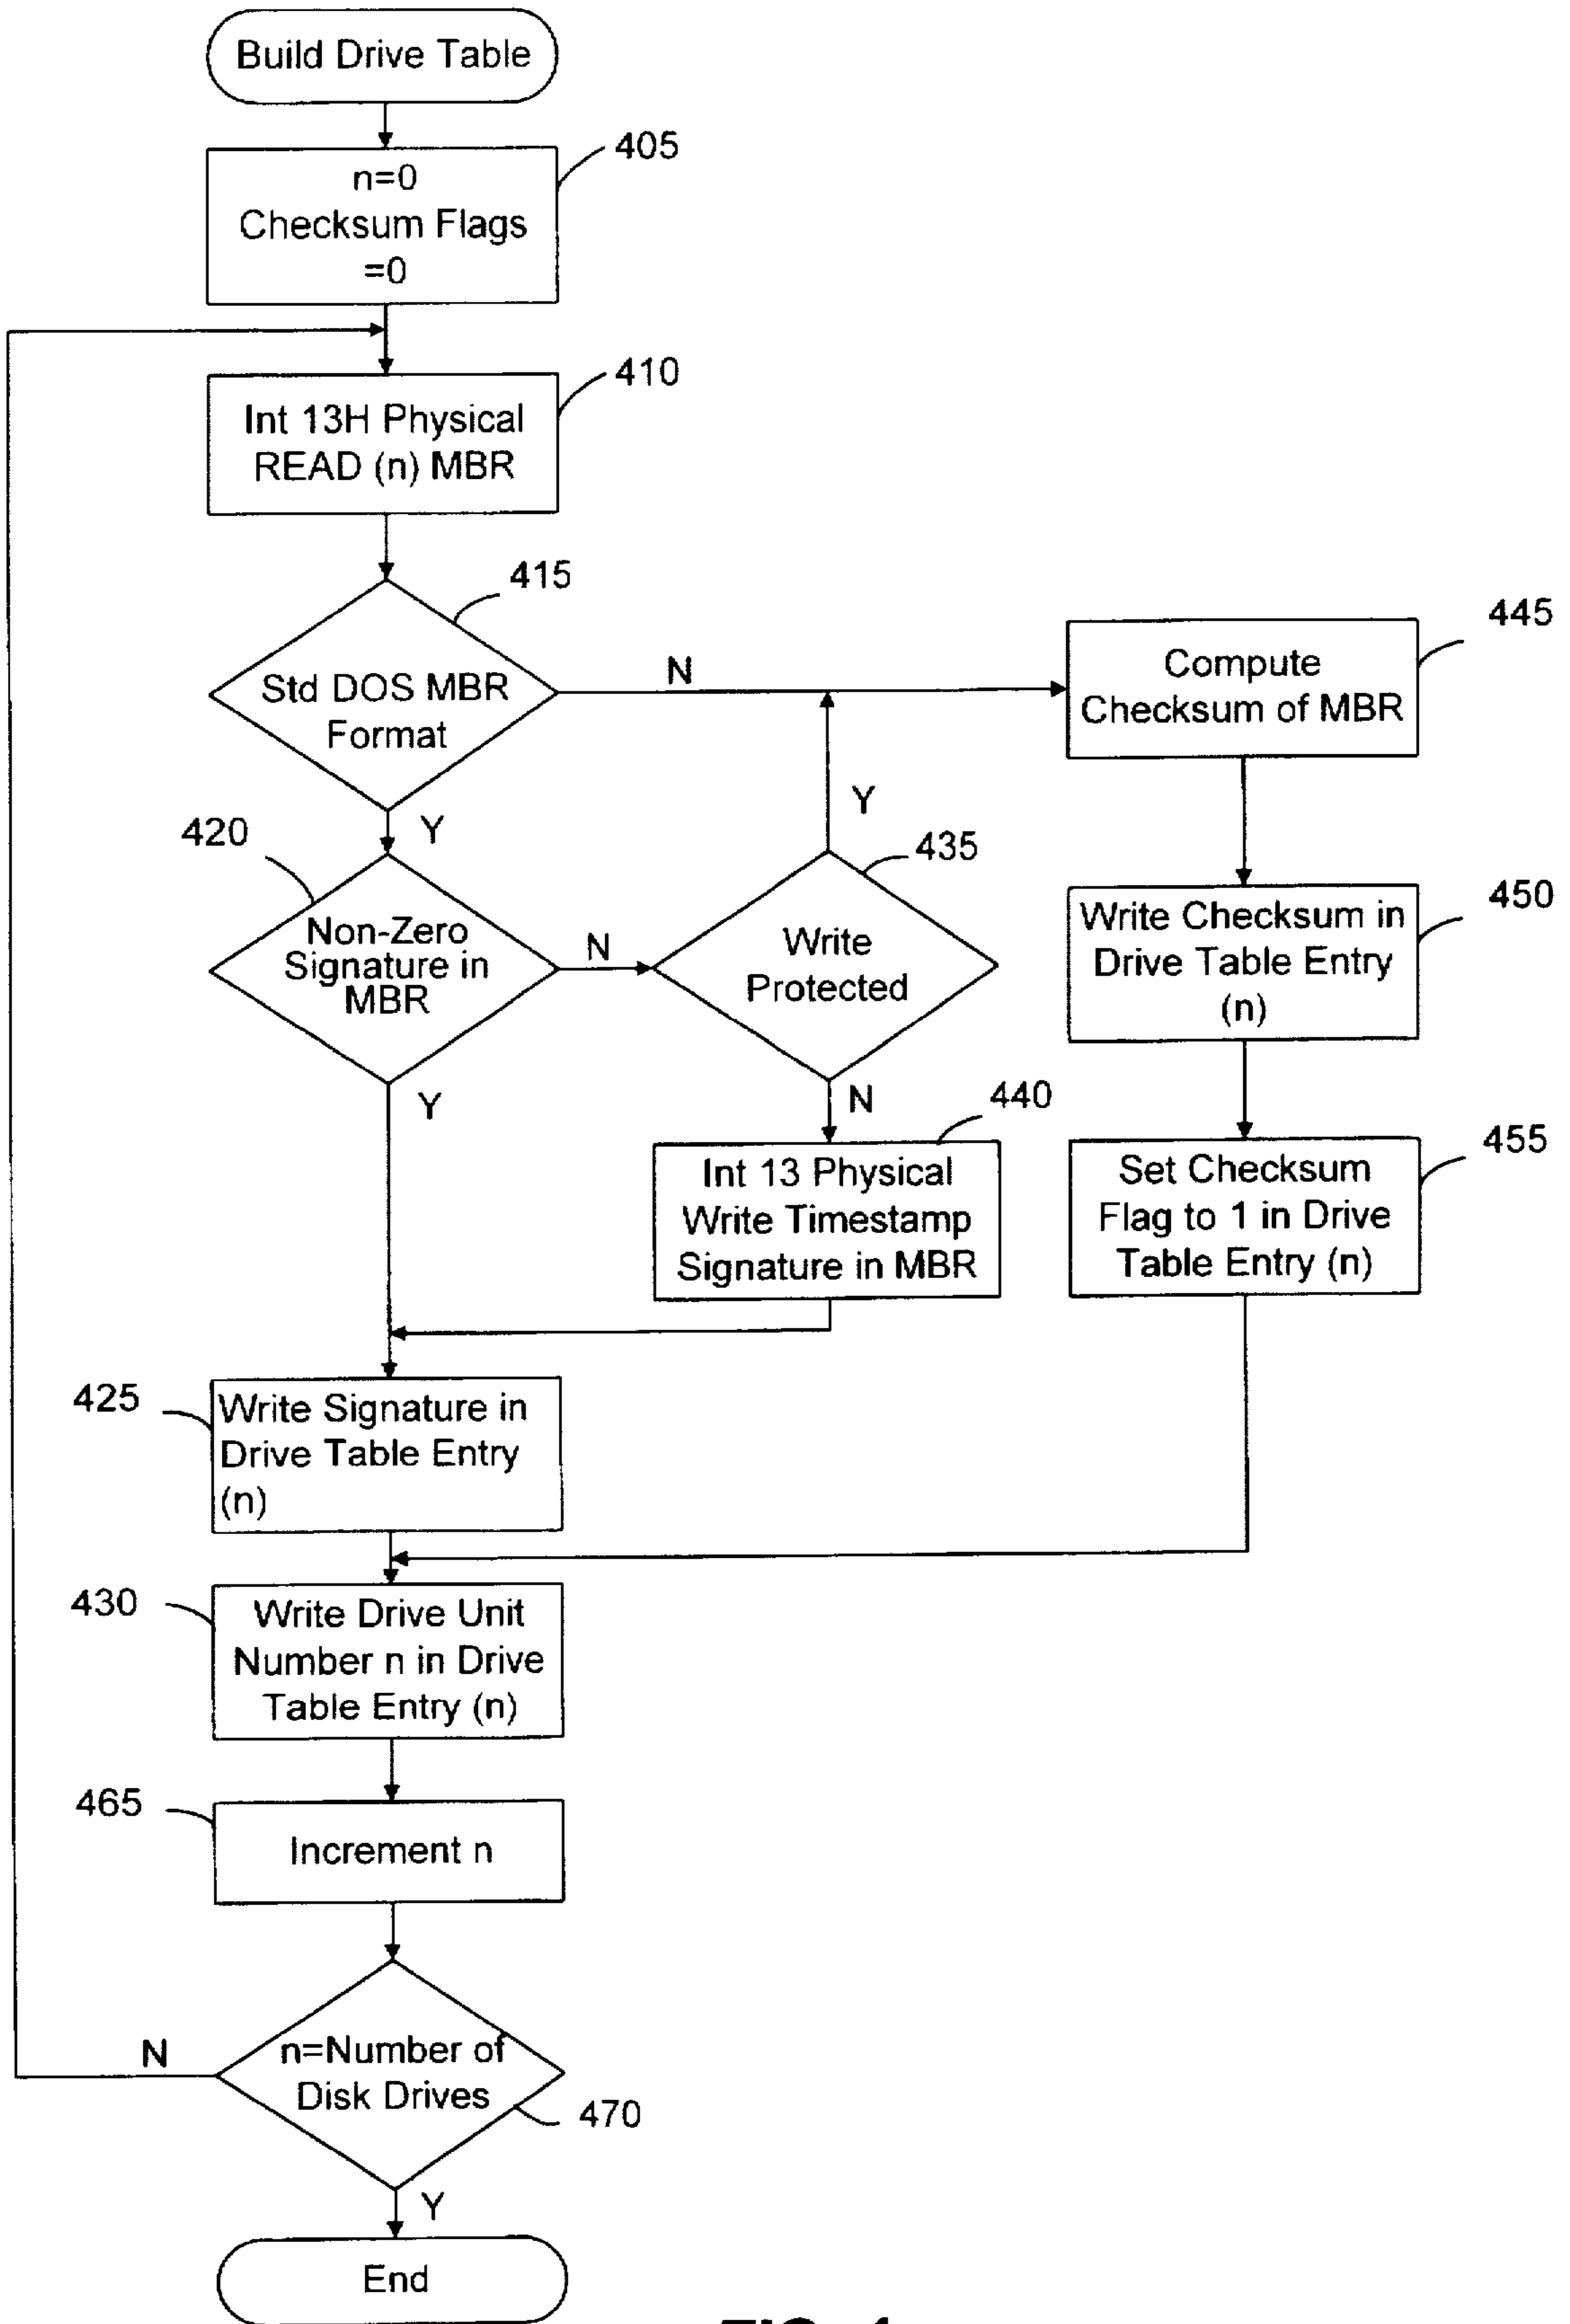 Build Drive Table
405
n=0
Checksum Flags
=0
410
Int 13H Physical
READ (n) MBR
415
Std DOS MBR
Format
N
445
Compute
Checksum of MBR
Y
420
Non-Zero
Signature in
MBR
N
435
Write
Protected
Y
450
Write Checksum in
Drive Table Entry
(n)
Y
N
440
Int 13 Physical
Write Timestamp
Signature in MBR
455
Set Checksum
Flag to 1 in Drive
Table Entry (n)
425
Write Signature in
Drive Table Entry
(n)
430
Write Drive Unit
Number n in Drive
Table Entry (n)
465
Increment n
N
n=Number of
Disk Drives
470
Y
End